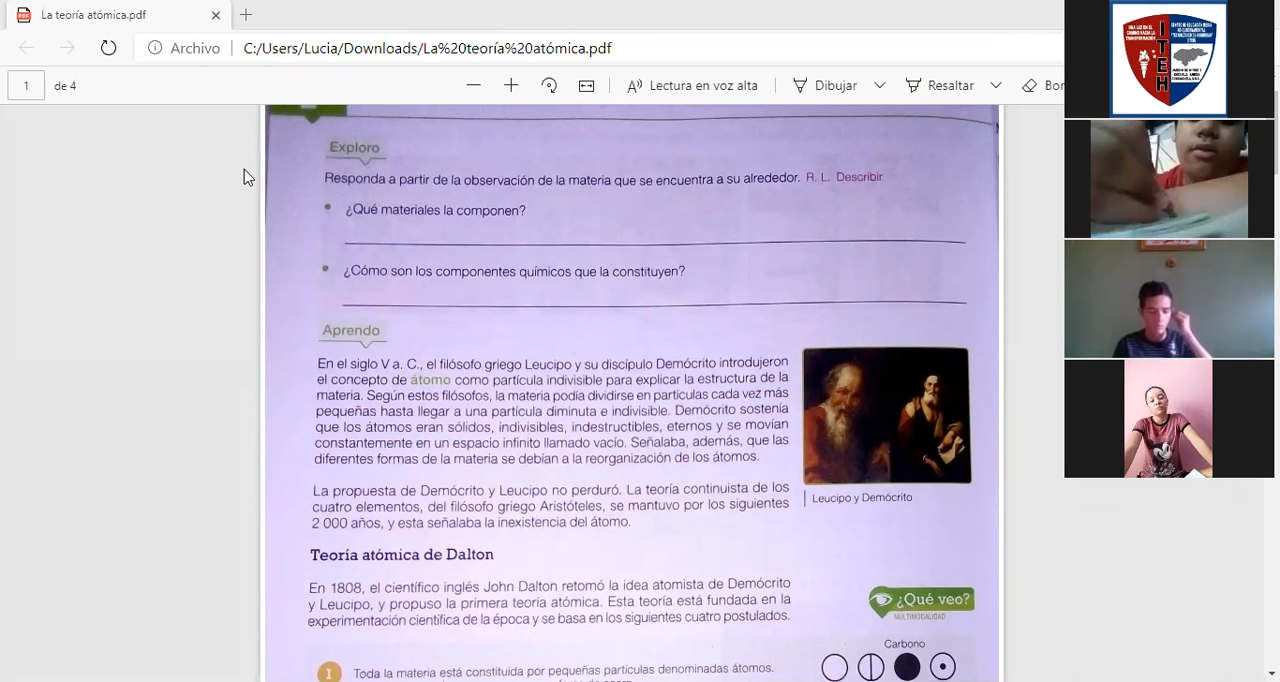 La teoría atómica.pdf
Archivo
C:/Users/Lucia/Downloads/La%20teoría%20atómica.pdf
1
de 4
Lectura en voz alta
Dibujar
Resaltar
Bor
ITEH
Exploro
Responda a partir de la observación de la materia que se encuentra a su alrededor. R. L. Describir
¿Qué materiales la componen?
¿Cómo son los componentes químicos que la constituyen?
Aprendo
En el siglo V a. C., el filósofo griego Leucipo y su discípulo Demócrito introdujeron
el concepto de átomo como partícula indivisible para explicar la estructura de la
materia. Según estos filósofos, la materia podía dividirse en partículas cada vez más
pequeñas hasta llegar a una partícula diminuta e indivisible. Demócrito sostenía
que los átomos eran sólidos, indivisibles, indestructibles, eternos y se movían
constantemente en un espacio infinito llamado vacío. Señalaba, además, que las
diferentes formas de la materia se debían a la reorganización de los átomos.
Leucipo y Demócrito
La propuesta de Demócrito y Leucipo no perduró. La teoría continuista de los
cuatro elementos, del filósofo griego Aristóteles, se mantuvo por los siguientes
2 000 años, y esta señalaba la inexistencia del átomo.
Teoría atómica de Dalton
En 1808, el científico inglés John Dalton retomó la idea atomista de Demócrito
y Leucipo, y propuso la primera teoría atómica. Esta teoría está fundada en la
experimentación científica de la época y se basa en los siguientes cuatro postulados.
¿Qué veo?
MULTIMODALIDAD
Carbono
1 Toda la materia está constituida por pequeñas partículas denominadas átomos.